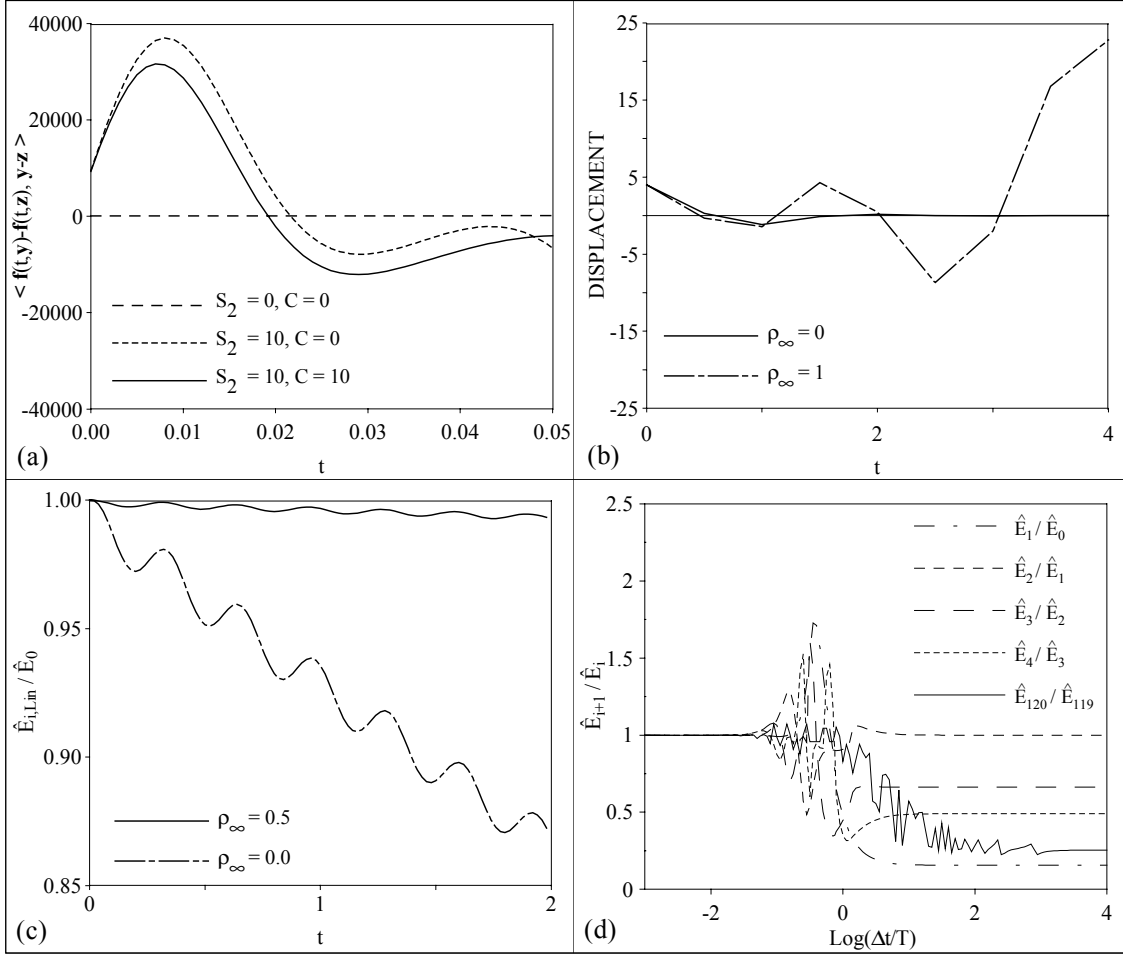 40000
20000
0
-20000
-40000
< f(t,y)-f(t,z), y-z >
S₂ = 0, C = 0
S₂ = 10, C = 0
S₂ = 10, C = 10
0.00 0.01 0.02 0.03 0.04 0.05
t
(a)
25
15
5
-5
-15
-25
DISPLACEMENT
ρ∞ = 0
ρ∞ = 1
0 2 4
t
(b)
1.00
0.95
0.90
0.85
Êi,Lin / Ê0
ρ∞ = 0.5
ρ∞ = 0.0
0 1 2
t
(c)
2.5
2
1.5
1
0.5
0
Êi+1 / Êi
Ê1 / Ê0
Ê2 / Ê1
Ê3 / Ê2
Ê4 / Ê3
Ê120 / Ê119
-2 0 2 4
Log(Δt/T)
(d)